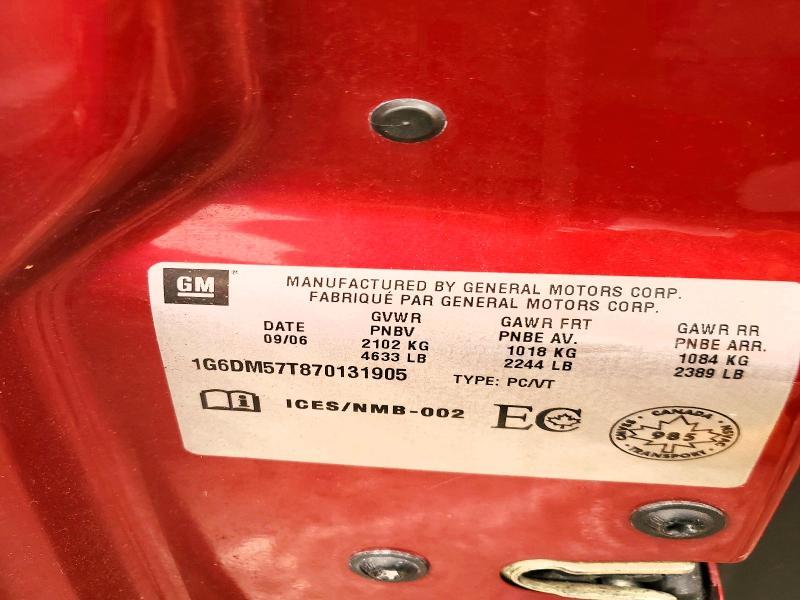 GM
MANUFACTURED BY GENERAL MOTORS CORP.
FABRIQUÉ PAR GENERAL MOTORS CORP.
DATE
09/06
GVWR
PNBV
2102 KG
4633 LB
GAWR FRT
PNBE AV.
1018 KG
2244 LB
GAWR RR
PNBE ARR.
1084 KG
2389 LB
1G6DM57T870131905
TYPE: PC/VT
i
ICES/NMB-002
EC
CANADA
CMVSS
985
NSVAC
TRANSPORT